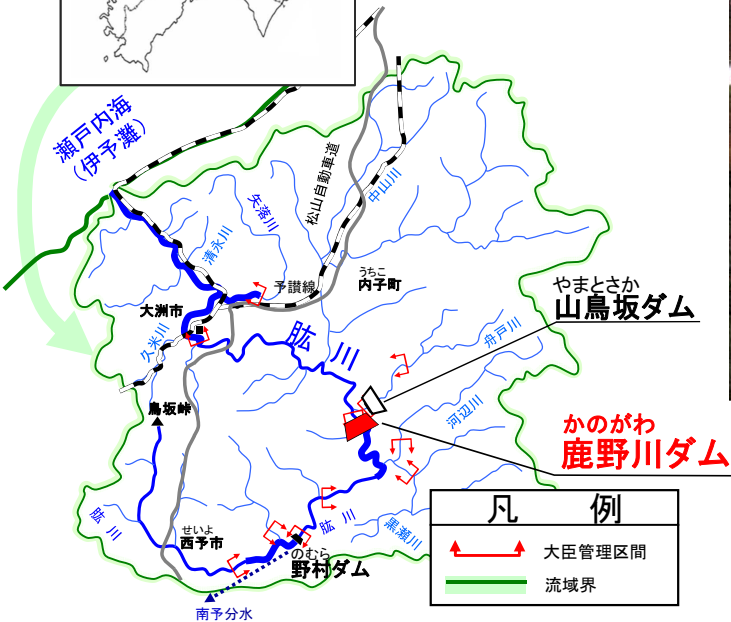 瀬戸内海
（伊予灘）
松山自動車道
中山川
矢落川
清永川
予讃線
うちこ
内子町
大洲市
久米川
肱川
やまとさか
山鳥坂ダム
舟戸川
鳥坂峠
河辺川
かのがわ
鹿野川ダム
肱川
せいよ
西予市
肱川
黒瀬川
のむら
野村ダム
南予分水
凡例
大臣管理区間
流域界